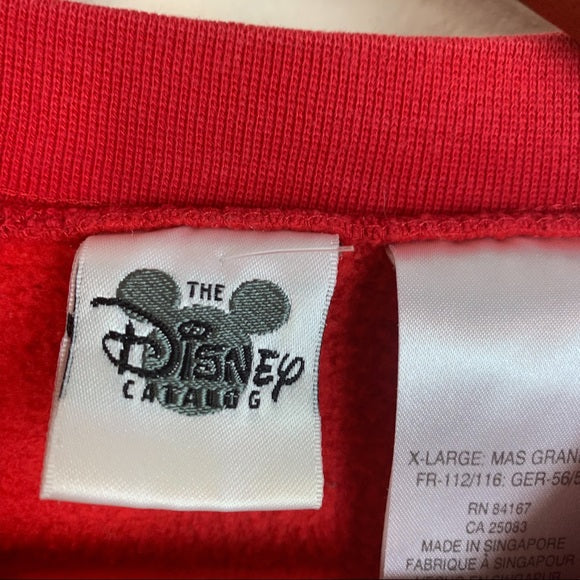 THE
DISNEY
CATALOG
X-LARGE: MAS GRAN
FR-112/116: GER-56/5
RN 84167
CA 25083
MADE IN SINGAPORE
FABRIQUÉ À SINGAPOUR